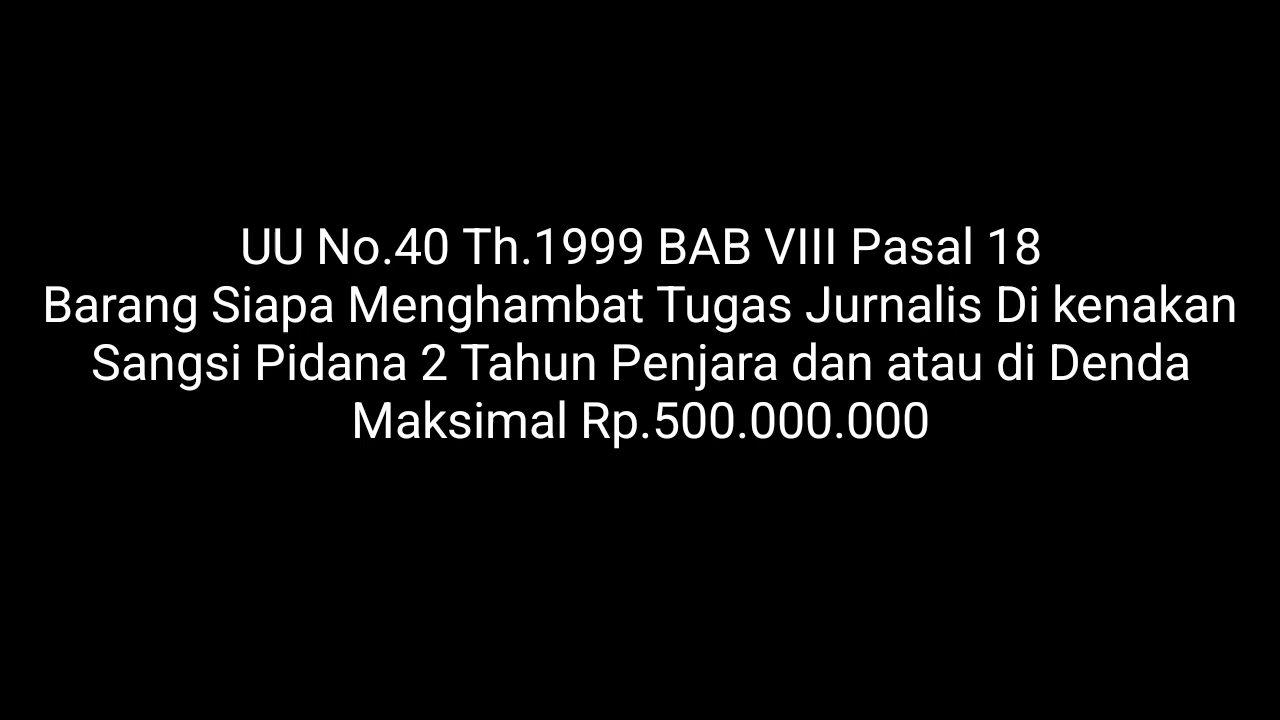 UU No.40 Th.1999 BAB VIII Pasal 18
Barang Siapa Menghambat Tugas Jurnalis Di kenakan
Sangsi Pidana 2 Tahun Penjara dan atau di Denda
Maksimal Rp.500.000.000